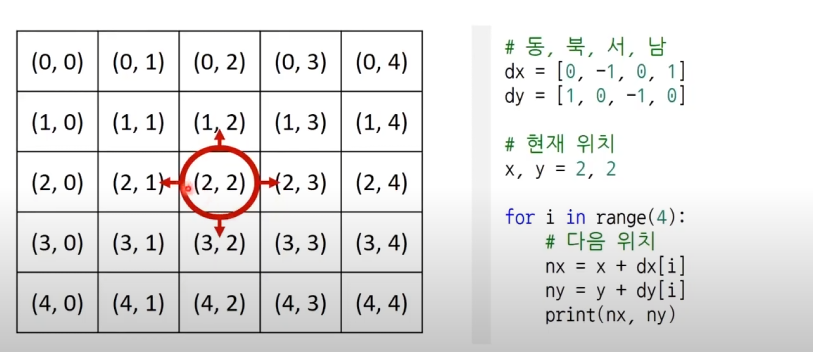 (0, 0) (0, 1) (0, 2) (0, 3) (0, 4)
(1, 0) (1, 1) (1, 2) (1, 3) (1, 4)
(2, 0) (2, 1) (2, 2) (2, 3) (2, 4)
(3, 0) (3, 1) (3, 2) (3, 3) (3, 4)
(4, 0) (4, 1) (4, 2) (4, 3) (4, 4)
# 동, 북, 서, 남
dx = [0, -1, 0, 1]
dy = [1, 0, -1, 0]
# 현재 위치
x, y = 2, 2
for i in range(4):
# 다음 위치
nx = x + dx[i]
ny = y + dy[i]
print(nx, ny)